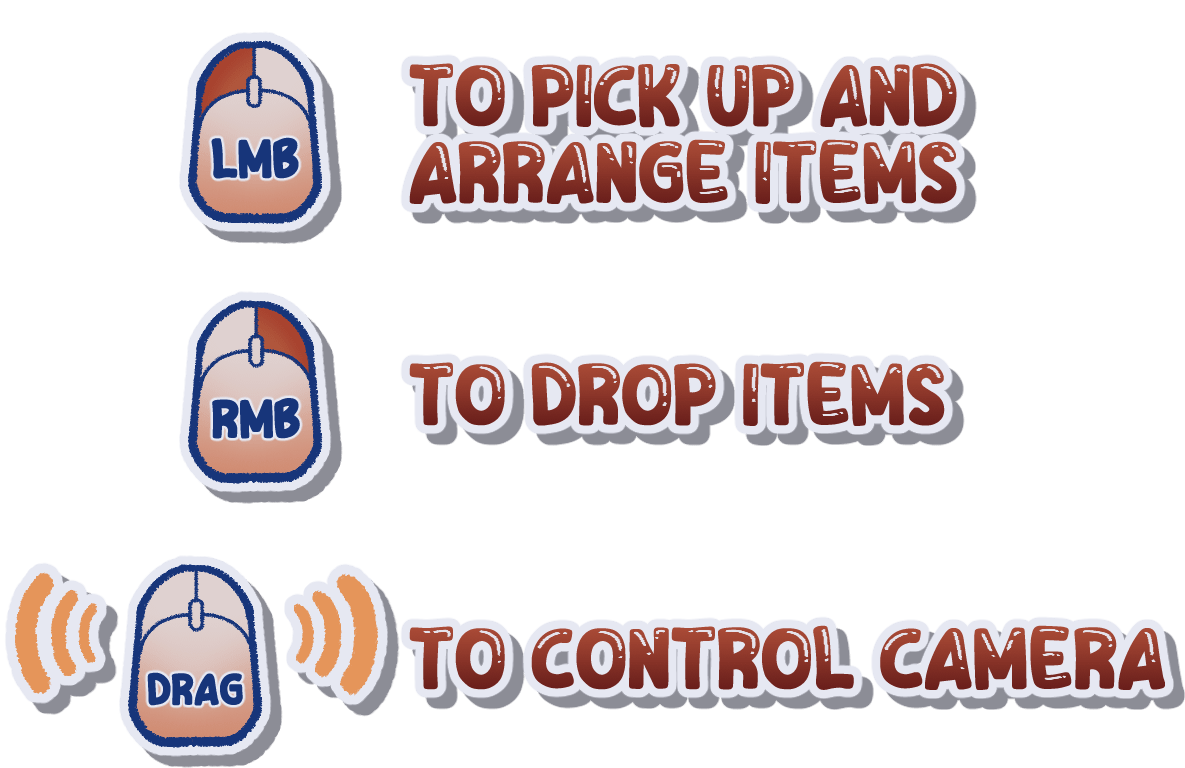 LMB
TO PICK UP AND
ARRANGE ITEMS
RMB
TO DROP ITEMS
DRAG
TO CONTROL CAMERA